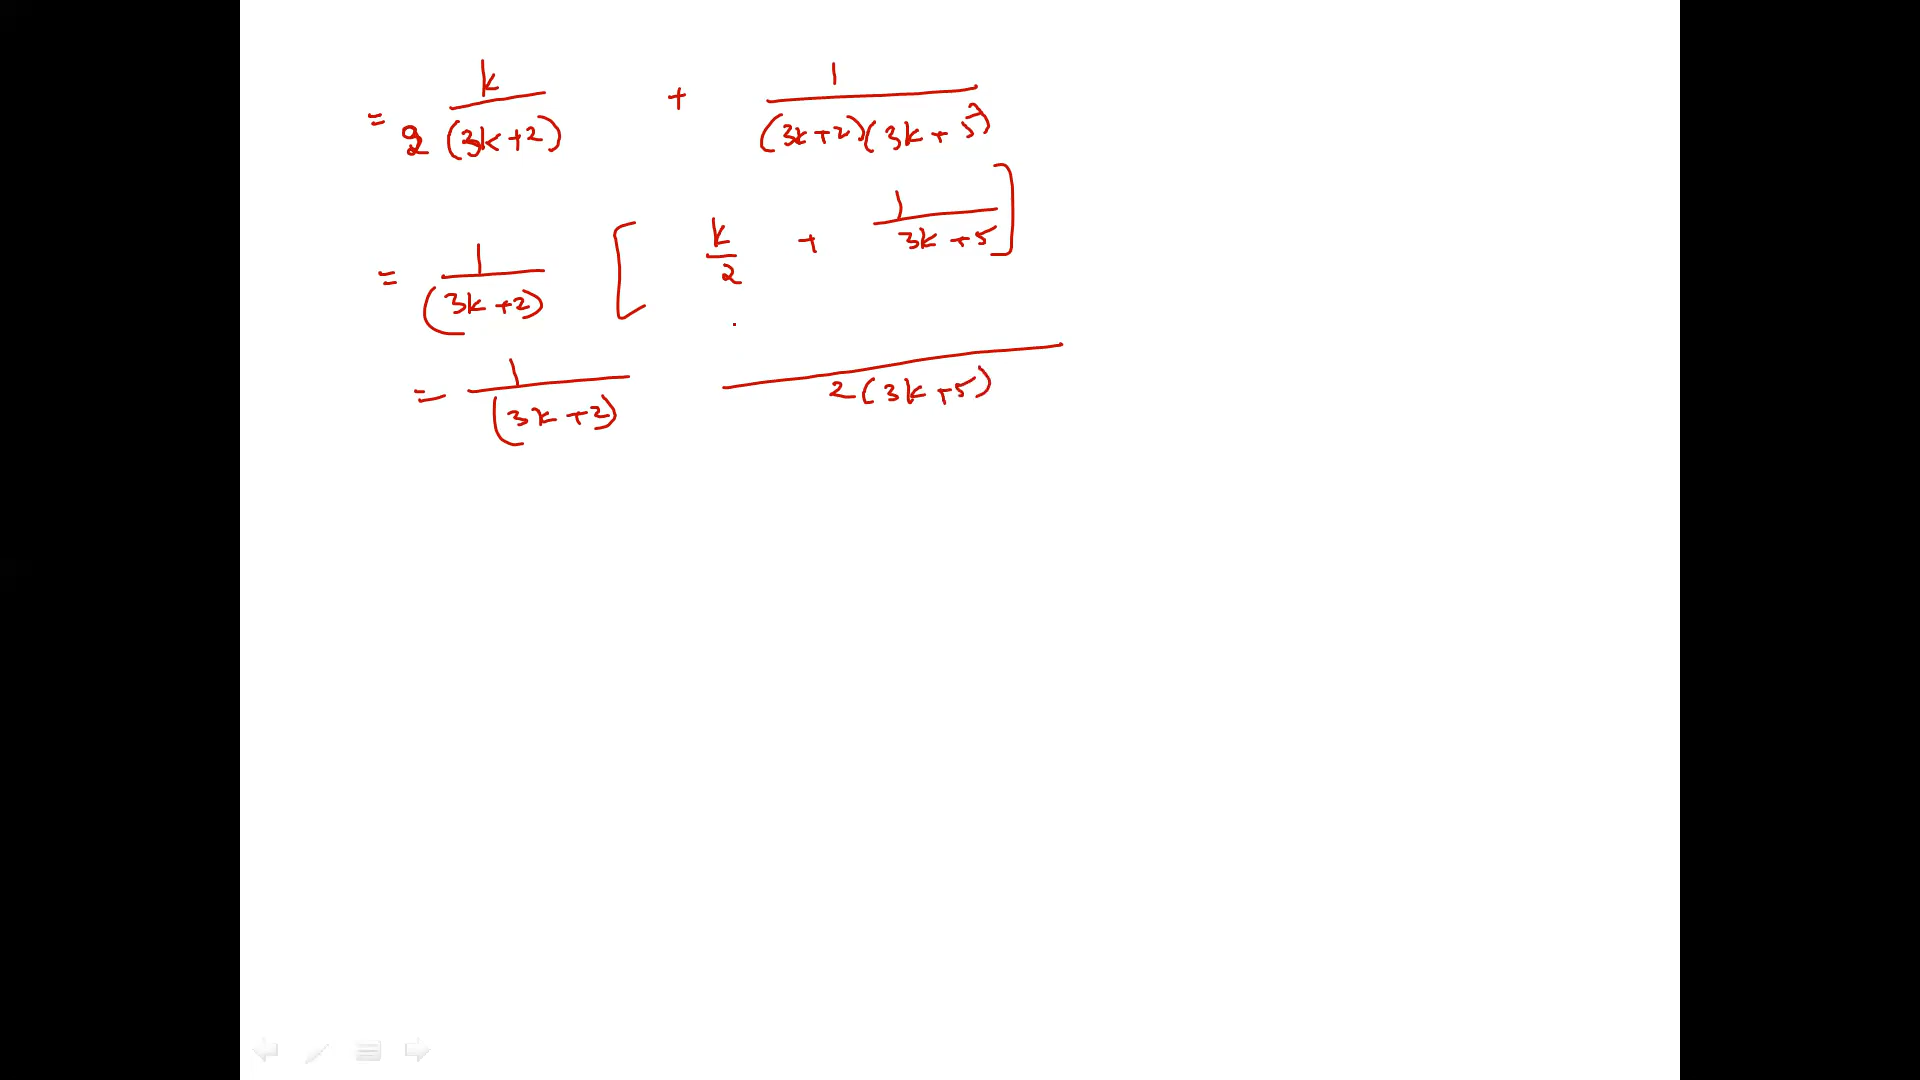 = k/2(3k+2) + 1/(3k+2)(3k+5)
= 1/(3k+2) [ k/2 + 1/3k+5 ]
= 1/(3k+2) /2(3k+5)